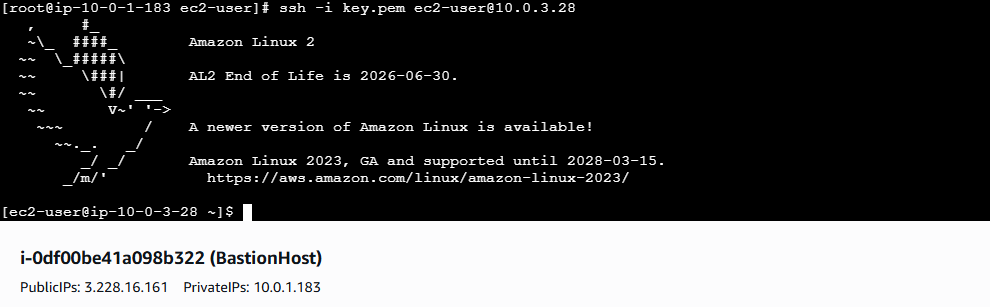 [root@ip-10-0-1-183 ec2-user]# ssh -i key.pem ec2-user@10.0.3.28
   ,     #_
   ~\_  ####_        Amazon Linux 2
  ~~  \_#####\
  ~~     \###|       AL2 End of Life is 2026-06-30.
  ~~       \#/ ___
   ~~       V~' '->
    ~~~         /    A newer version of Amazon Linux is available!
      ~~._.   _/
         _/ _/       Amazon Linux 2023, GA and supported until 2028-03-15.
       _/m/'           https://aws.amazon.com/linux/amazon-linux-2023/
[ec2-user@ip-10-0-3-28 ~]$
i-0df00be41a098b322 (BastionHost)
PublicIPs: 3.228.16.161    PrivateIPs: 10.0.1.183